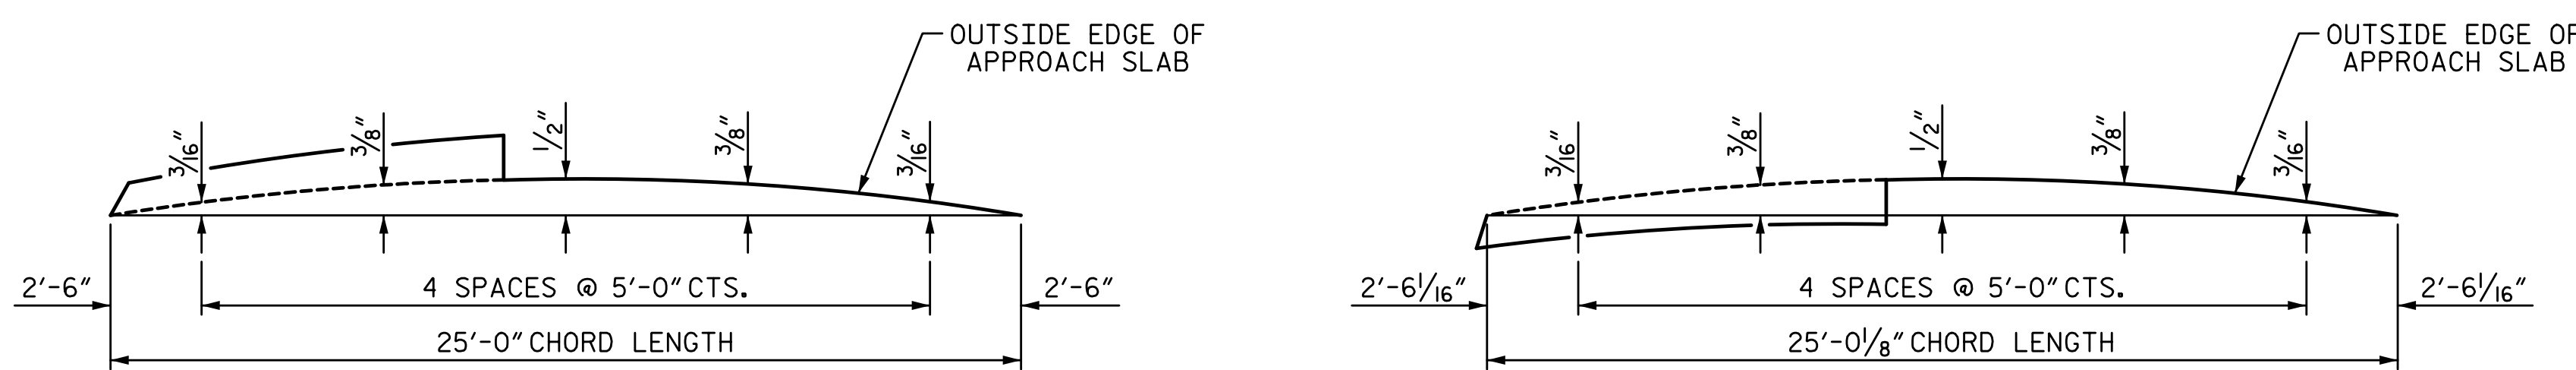 OUTSIDE EDGE OF
APPROACH SLAB
3/16"
3/8"
1/2"
3/8"
3/16"
2'-6"
4 SPACES @ 5'-0" CTS.
2'-6"
25'-0" CHORD LENGTH
OUTSIDE EDGE OF
APPROACH SLAB
3/16"
3/8"
1/2"
3/8"
3/16"
2'-6 1/16"
4 SPACES @ 5'-0" CTS.
2'-6 1/16"
25'-0 1/8" CHORD LENGTH